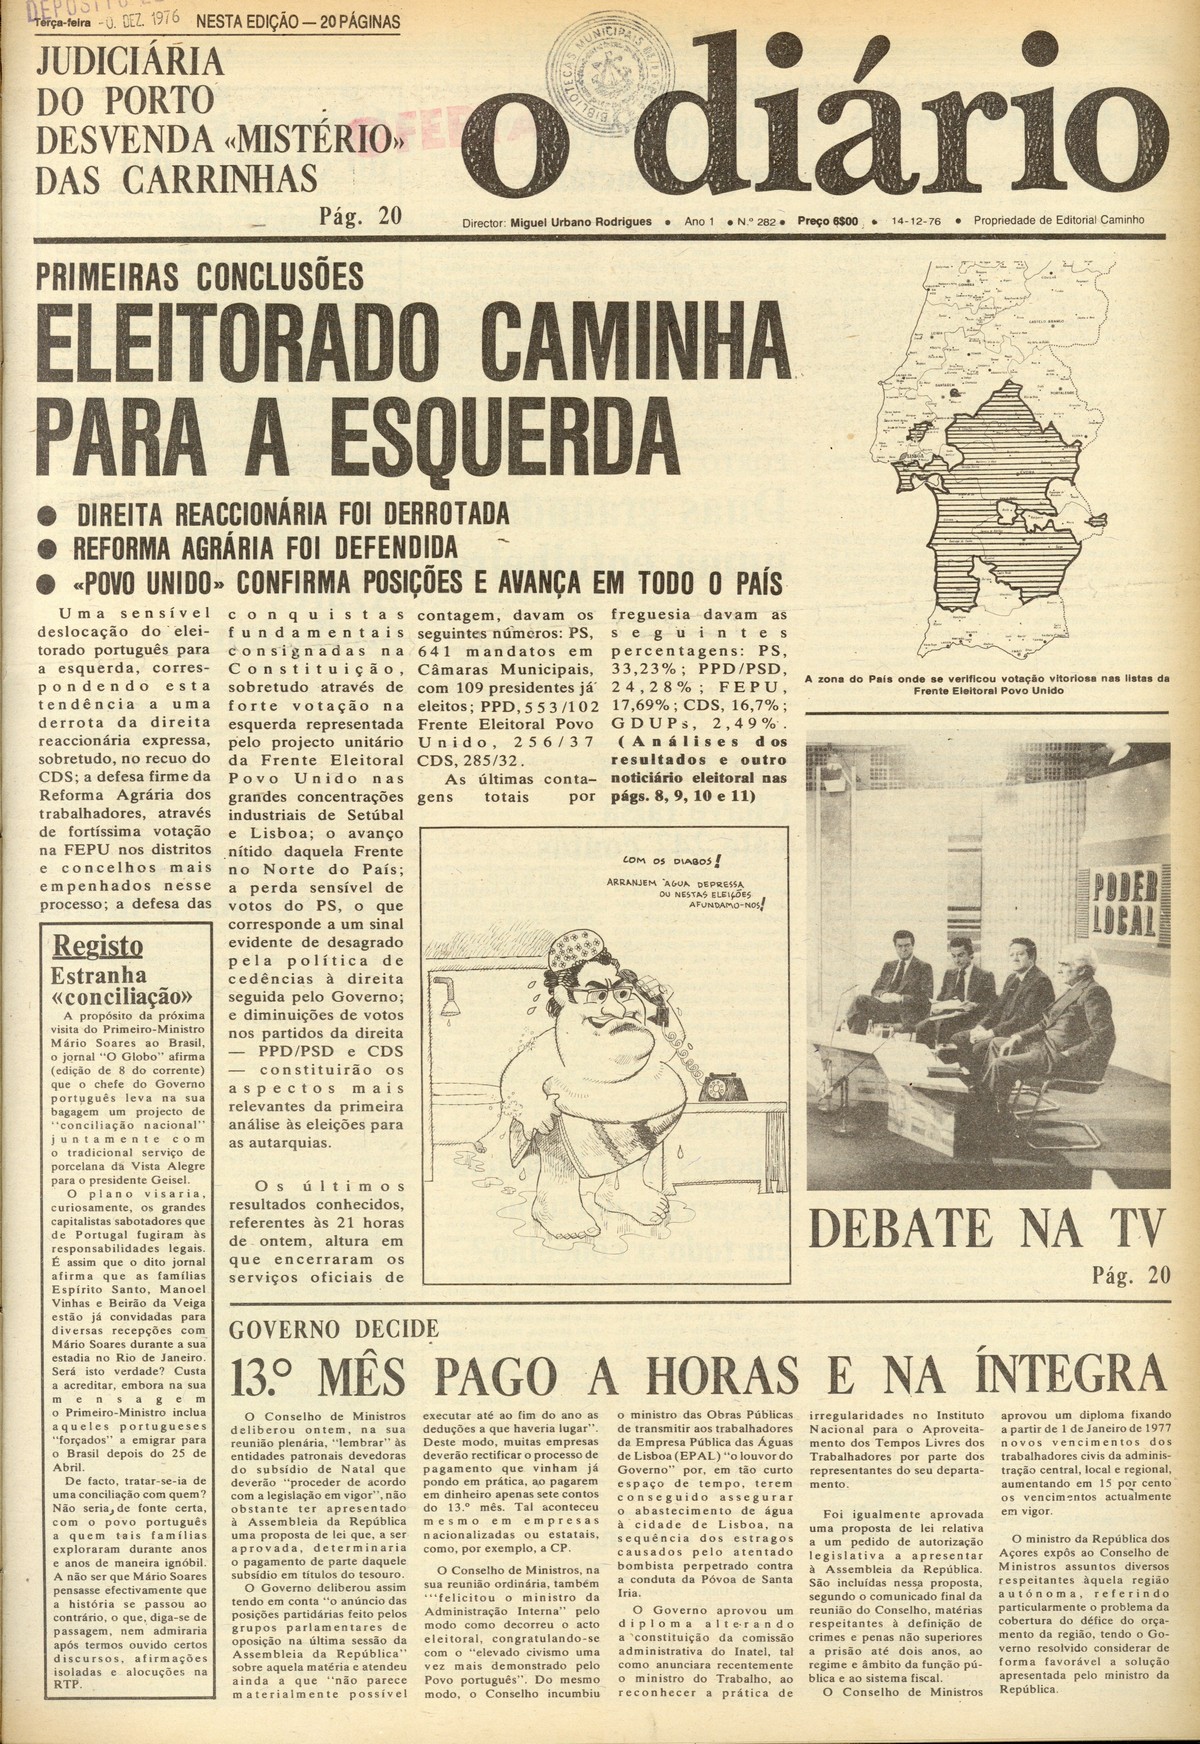 DEPOSITO
Terça-feira -0. DEZ. 1976 NESTA EDIÇÃO — 20 PÁGINAS
JUDICIÁRIA
DO PORTO
DESVENDA «MISTÉRIO»
DAS CARRINHAS
Pág. 20
o diário
Director: Miguel Urbano Rodrigues • Ano 1 • N.º 282 • Preço 6$00 • 14-12-76 • Propriedade de Editorial Caminho
PRIMEIRAS CONCLUSÕES
ELEITORADO CAMINHA
PARA A ESQUERDA
● DIREITA REACCIONÁRIA FOI DERROTADA
● REFORMA AGRÁRIA FOI DEFENDIDA
● «POVO UNIDO» CONFIRMA POSIÇÕES E AVANÇA EM TODO O PAÍS
Uma sensível
deslocação do elei-
torado português para
a esquerda, corres-
pondendo esta
tendência a uma
derrota da direita
reaccionária expressa,
sobretudo, no recuo do
CDS; a defesa firme da
Reforma Agrária dos
trabalhadores, através
de fortíssima votação
na FEPU nos distritos
e concelhos mais
empenhados nesse
processo; a defesa das
conquistas
fundamentais
consignadas na
Constituição,
sobretudo através de
forte votação na
esquerda representada
pelo projecto unitário
da Frente Eleitoral
Povo Unido nas
grandes concentrações
industriais de Setúbal
e Lisboa; o avanço
nítido daquela Frente
no Norte do País;
a perda sensível de
votos do PS, o que
corresponde a um sinal
evidente de desagrado
pela política de
cedências à direita
seguida pelo Governo;
e diminuições de votos
nos partidos da direita
— PPD/PSD e CDS
— constituirão os
aspectos mais
relevantes da primeira
análise às eleições para
as autarquias.
Os últimos
resultados conhecidos,
referentes às 21 horas
de ontem, altura em
que encerraram os
serviços oficiais de
contagem, davam os
seguintes números: PS,
641 mandatos em
Câmaras Municipais,
com 109 presidentes já
eleitos; PPD, 553/102
Frente Eleitoral Povo
Unido, 256/37
CDS, 285/32.
As últimas conta-
gens totais por
freguesia davam as
seguintes
percentagens: PS,
33,23%; PPD/PSD,
24,28%; FEPU,
17,69%; CDS, 16,7%;
GDUPs, 2,49%.
(Análises dos
resultados e outro
noticiário eleitoral nas
págs. 8, 9, 10 e 11)
A zona do País onde se verificou votação vitoriosa nas listas da
Frente Eleitoral Povo Unido
COM OS DIABOS!
ARRANJEM ÁGUA DEPRESSA
OU NESTAS ELEIÇÕES
AFUNDAMO-NOS!
PODER
LOCAL
DEBATE NA TV
Pág. 20
Registo
Estranha
«conciliação»
A propósito da próxima
visita do Primeiro-Ministro
Mário Soares ao Brasil,
o jornal "O Globo" afirma
(edição de 8 do corrente)
que o chefe do Governo
português leva na sua
bagagem um projecto de
"conciliação nacional"
juntamente com
o tradicional serviço de
porcelana da Vista Alegre
para o presidente Geisel.
O plano visaria,
curiosamente, os grandes
capitalistas sabotadores que
de Portugal fugiram às
responsabilidades legais.
É assim que o dito jornal
afirma que as famílias
Espírito Santo, Manoel
Vinhas e Beirão da Veiga
estão já convidadas para
diversas recepções com
Mário Soares durante a sua
estadia no Rio de Janeiro.
Será isto verdade? Custa
a acreditar, embora na sua
mensagem
o Primeiro-Ministro inclua
aqueles portugueses
"forçados" a emigrar para
o Brasil depois do 25 de
Abril.
De facto, tratar-se-ia de
uma conciliação com quem?
Não seria, de fonte certa,
com o povo português
a quem tais famílias
exploraram durante anos
e anos de maneira ignóbil.
A não ser que Mário Soares
pensasse efectivamente que
a história se passou ao
contrário, o que, diga-se de
passagem, nem admiraria
após termos ouvido certos
discursos, afirmações
isoladas e alocuções na
RTP.
GOVERNO DECIDE
13.º MÊS PAGO A HORAS E NA ÍNTEGRA
O Conselho de Ministros
deliberou ontem, na sua
reunião plenária, "lembrar" às
entidades patronais devedoras
do subsídio de Natal que
deverão "proceder de acordo
com a legislação em vigor", não
obstante ter apresentado
à Assembleia da República
uma proposta de lei que, a ser
aprovada, determinaria
o pagamento de parte daquele
subsídio em títulos do tesouro.
O Governo deliberou assim
tendo em conta "o anúncio das
posições partidárias feito pelos
grupos parlamentares de
oposição na última sessão da
Assembleia da República"
sobre aquela matéria e atendeu
ainda a que "não parece
materialmente possível
executar até ao fim do ano as
deduções a que haveria lugar".
Deste modo, muitas empresas
deverão rectificar o processo de
pagamento que vinham já
pondo em prática, ao pagarem
em dinheiro apenas sete contos
do 13.º mês. Tal aconteceu
mesmo em empresas
nacionalizadas ou estatais,
como, por exemplo, a CP.
O Conselho de Ministros, na
sua reunião ordinária, também
"'felicitou o ministro da
Administração Interna" pelo
modo como decorreu o acto
eleitoral, congratulando-se
com o "elevado civismo uma
vez mais demonstrado pelo
Povo português". Do mesmo
modo, o Conselho incumbiu
o ministro das Obras Públicas
de transmitir aos trabalhadores
da Empresa Pública das Águas
de Lisboa (EPAL) "o louvor do
Governo" por, em tão curto
espaço de tempo, terem
conseguido assegurar
o abastecimento de água
à cidade de Lisboa, na
sequência dos estragos
causados pelo atentado
bombista perpetrado contra
a conduta da Póvoa de Santa
Iria.
O Governo aprovou um
diploma alterando
a constituição da comissão
administrativa do Inatel, tal
como anunciara recentemente
o ministro do Trabalho, ao
reconhecer a prática de
irregularidades no Instituto
Nacional para o Aproveita-
mento dos Tempos Livres dos
Trabalhadores por parte dos
representantes do seu departa-
mento.
Foi igualmente aprovada
uma proposta de lei relativa
a um pedido de autorização
legislativa a apresentar
à Assembleia da República.
São incluídas nessa proposta,
segundo o comunicado final da
reunião do Conselho, matérias
respeitantes à definição de
crimes e penas não superiores
a prisão até dois anos, ao
regime e âmbito da função pú-
blica e ao sistema fiscal.
O Conselho de Ministros
aprovou um diploma fixando
a partir de 1 de Janeiro de 1977
novos vencimentos dos
trabalhadores civis da adminis-
tração central, local e regional,
aumentando em 15 por cento
os vencimentos actualmente
em vigor.
O ministro da República dos
Açores expôs ao Conselho de
Ministros assuntos diversos
respeitantes àquela região
autónoma, referindo
particularmente o problema da
cobertura do défice do orça-
mento da região, tendo o Go-
verno resolvido considerar de
forma favorável a solução
apresentada pelo ministro da
República.